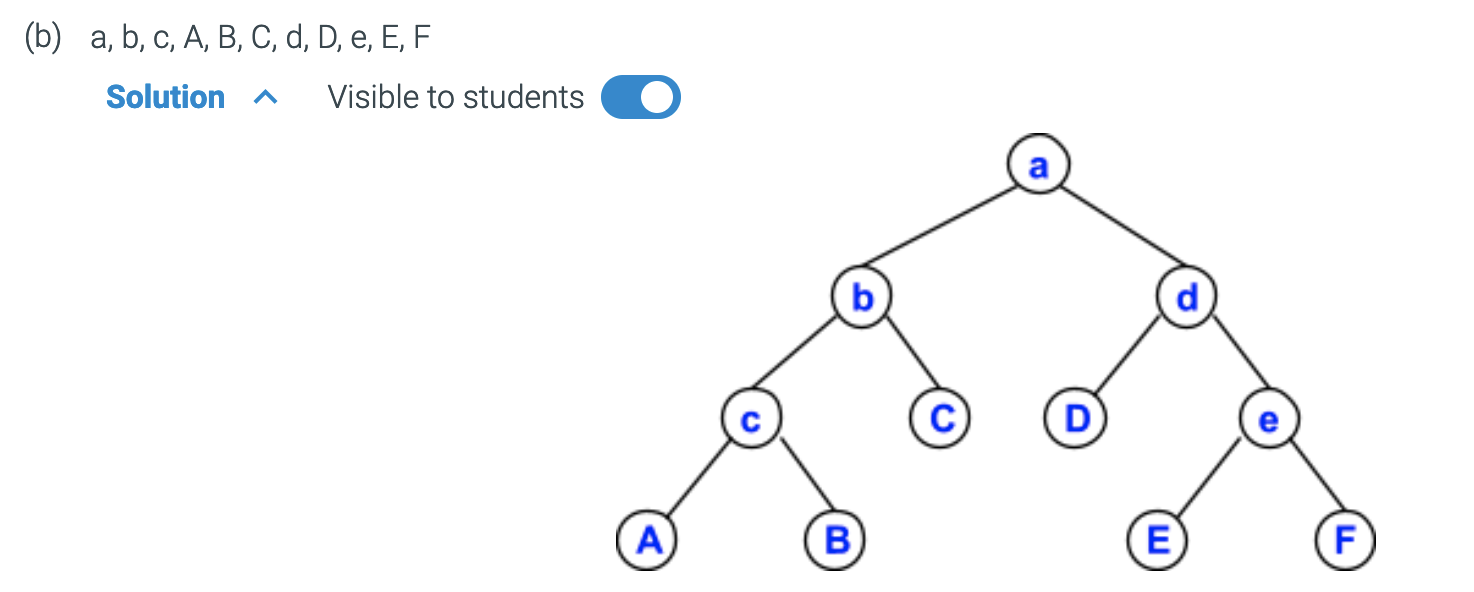 (b) a, b, c, A, B, C, d, D, e, E, F
Solution Visible to students
a
b d
c C D e
A B E F